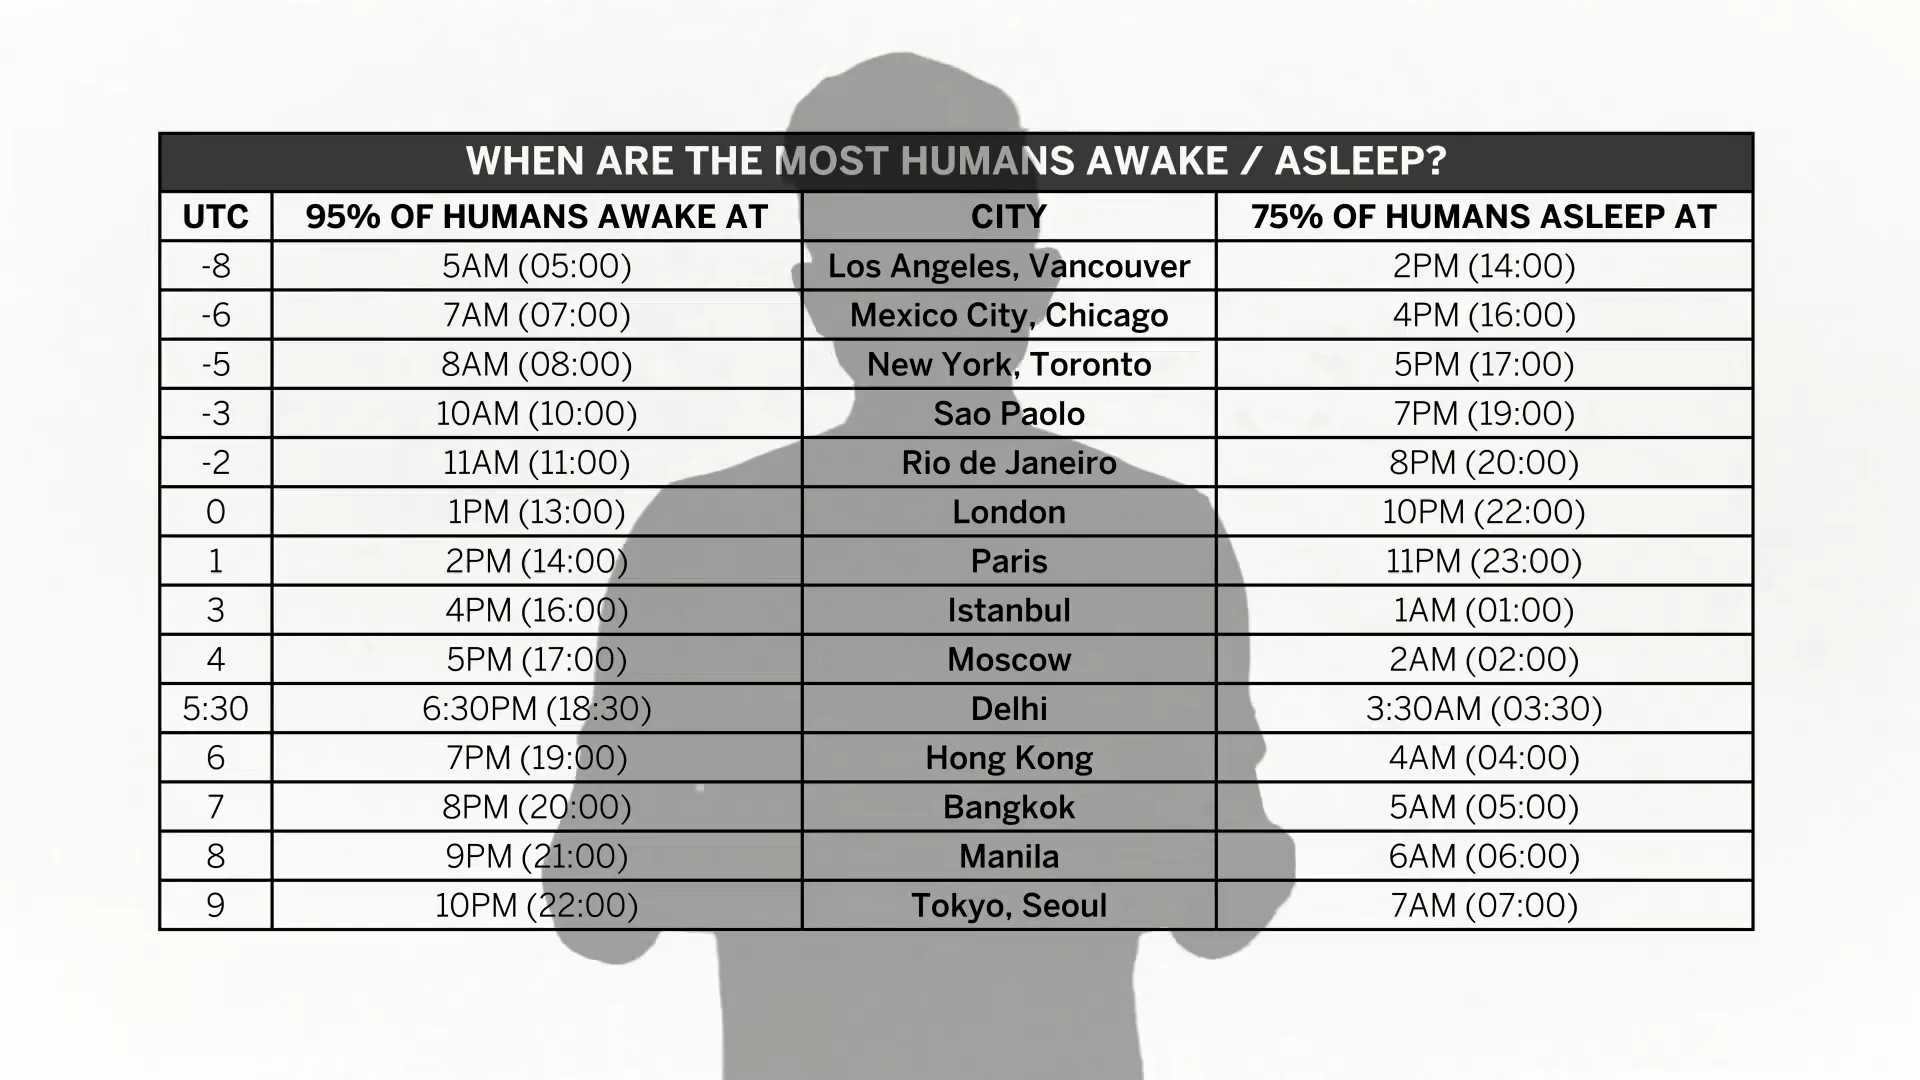 WHEN ARE THE MOST HUMANS AWAKE / ASLEEP?
UTC 95% OF HUMANS AWAKE AT CITY 75% OF HUMANS ASLEEP AT
-8 5AM (05:00) Los Angeles, Vancouver 2PM (14:00)
-6 7AM (07:00) Mexico City, Chicago 4PM (16:00)
-5 8AM (08:00) New York, Toronto 5PM (17:00)
-3 10AM (10:00) Sao Paolo 7PM (19:00)
-2 11AM (11:00) Rio de Janeiro 8PM (20:00)
0 1PM (13:00) London 10PM (22:00)
1 2PM (14:00) Paris 11PM (23:00)
3 4PM (16:00) Istanbul 1AM (01:00)
4 5PM (17:00) Moscow 2AM (02:00)
5:30 6:30PM (18:30) Delhi 3:30AM (03:30)
6 7PM (19:00) Hong Kong 4AM (04:00)
7 8PM (20:00) Bangkok 5AM (05:00)
8 9PM (21:00) Manila 6AM (06:00)
9 10PM (22:00) Tokyo, Seoul 7AM (07:00)